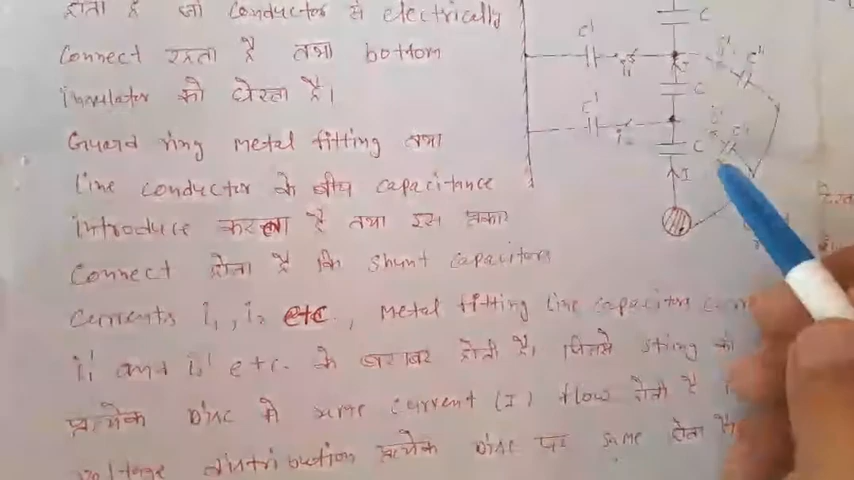 होता है जो conductor से electrically
connect रहता है तथा bottom
insulator को घेरता है।
Guard ring metal fitting तथा
line conductor के बीच capacitance
introduce करता है तथा इस प्रकार
connect होता है कि shunt capacitors
currents i₁, i₂ etc., metal fitting line capacitor
i₁' and i₂' etc. के बराबर होती है। जिससे string की
प्रत्येक Disc में same current (I) flow होती है
voltage distribution प्रत्येक Disc पर same होता है
C
C'
i₁
I
i'
C'
C
C'
i₂
C
i'
C'
I